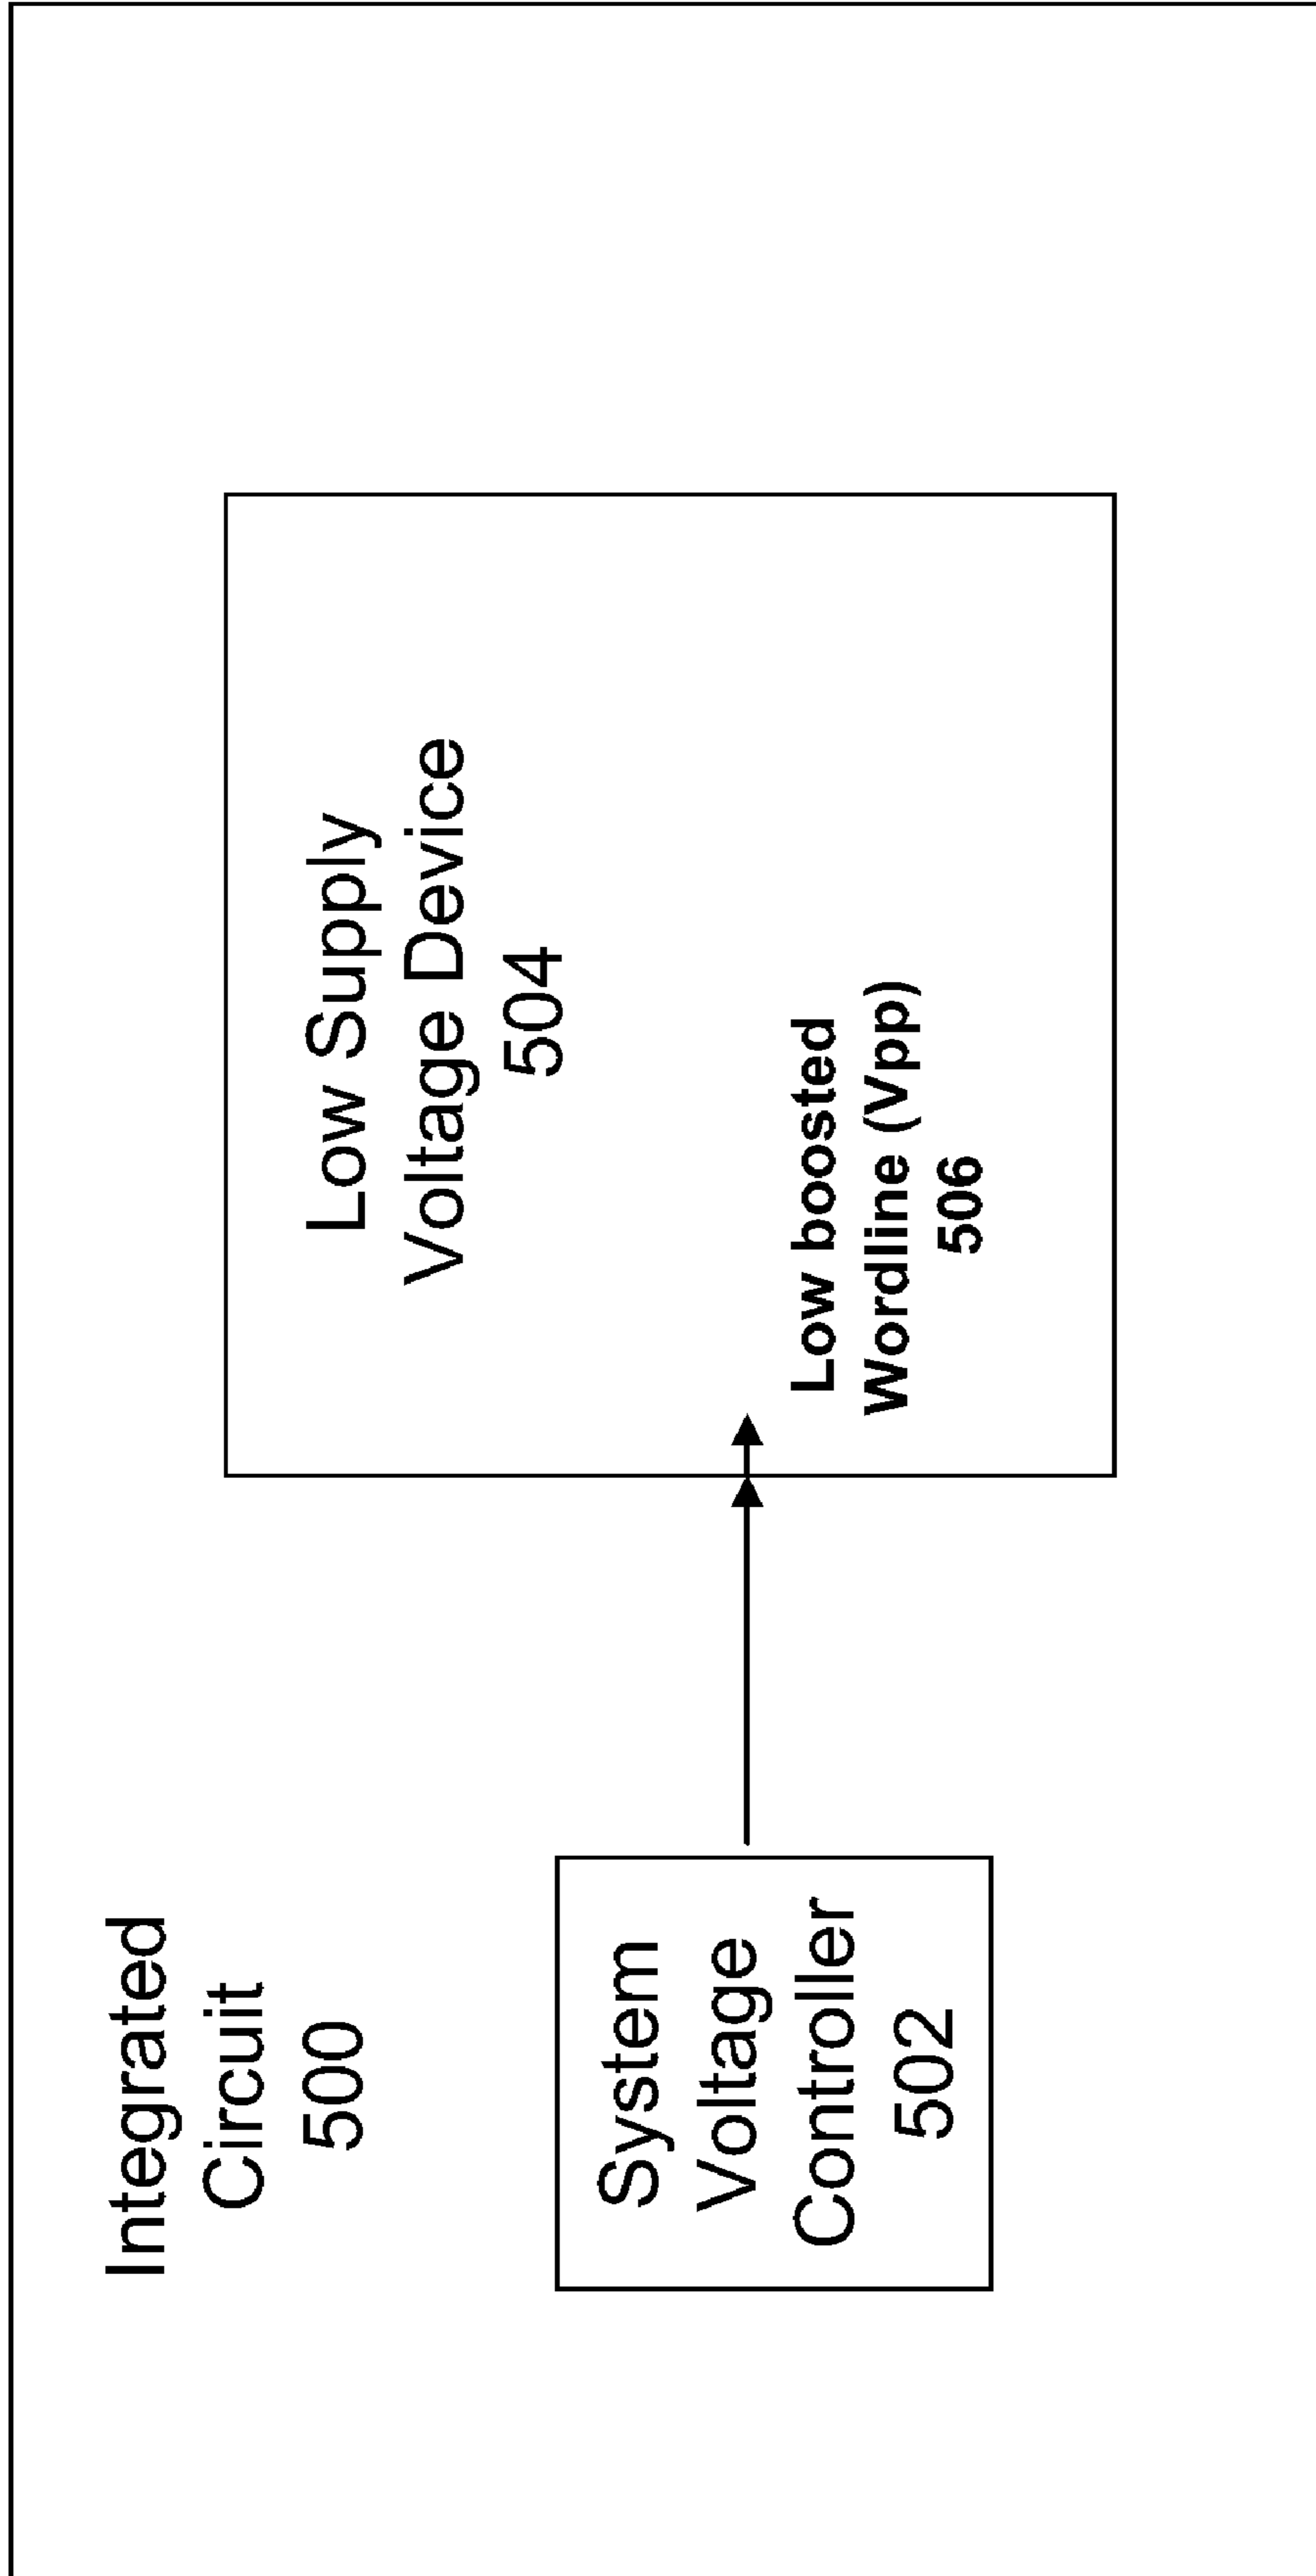 Integrated
Circuit
500
System
Voltage
Controller
502
Low Supply
Voltage Device
504
Low boosted
Wordline (Vpp)
506